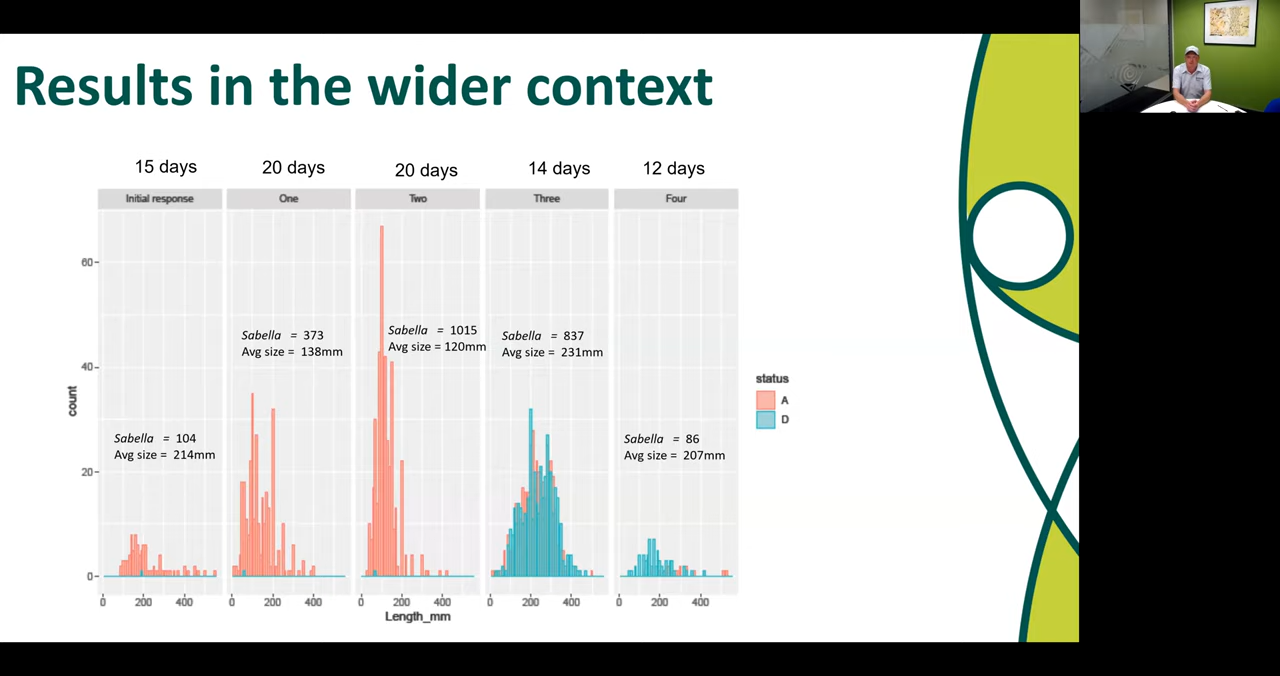 Results in the wider context
15 days 20 days 20 days 14 days 12 days
Initial response One Two Three Four
60
40
20
0
count
Sabella = 104
Avg size = 214mm
Sabella = 373
Avg size = 138mm
Sabella = 1015
Avg size = 120mm
Sabella = 837
Avg size = 231mm
Sabella = 86
Avg size = 207mm
0 200 400 0 200 400 0 200 400 0 200 400 0 200 400
Length_mm
status
A
D